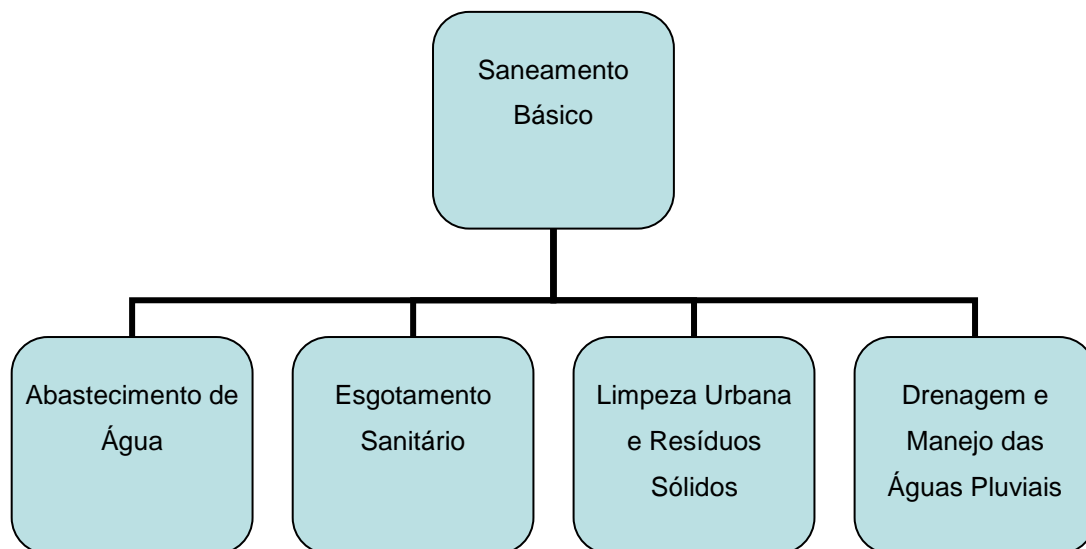 Saneamento
Básico
Abastecimento de
Água
Esgotamento
Sanitário
Limpeza Urbana
e Resíduos
Sólidos
Drenagem e
Manejo das
Águas Pluviais